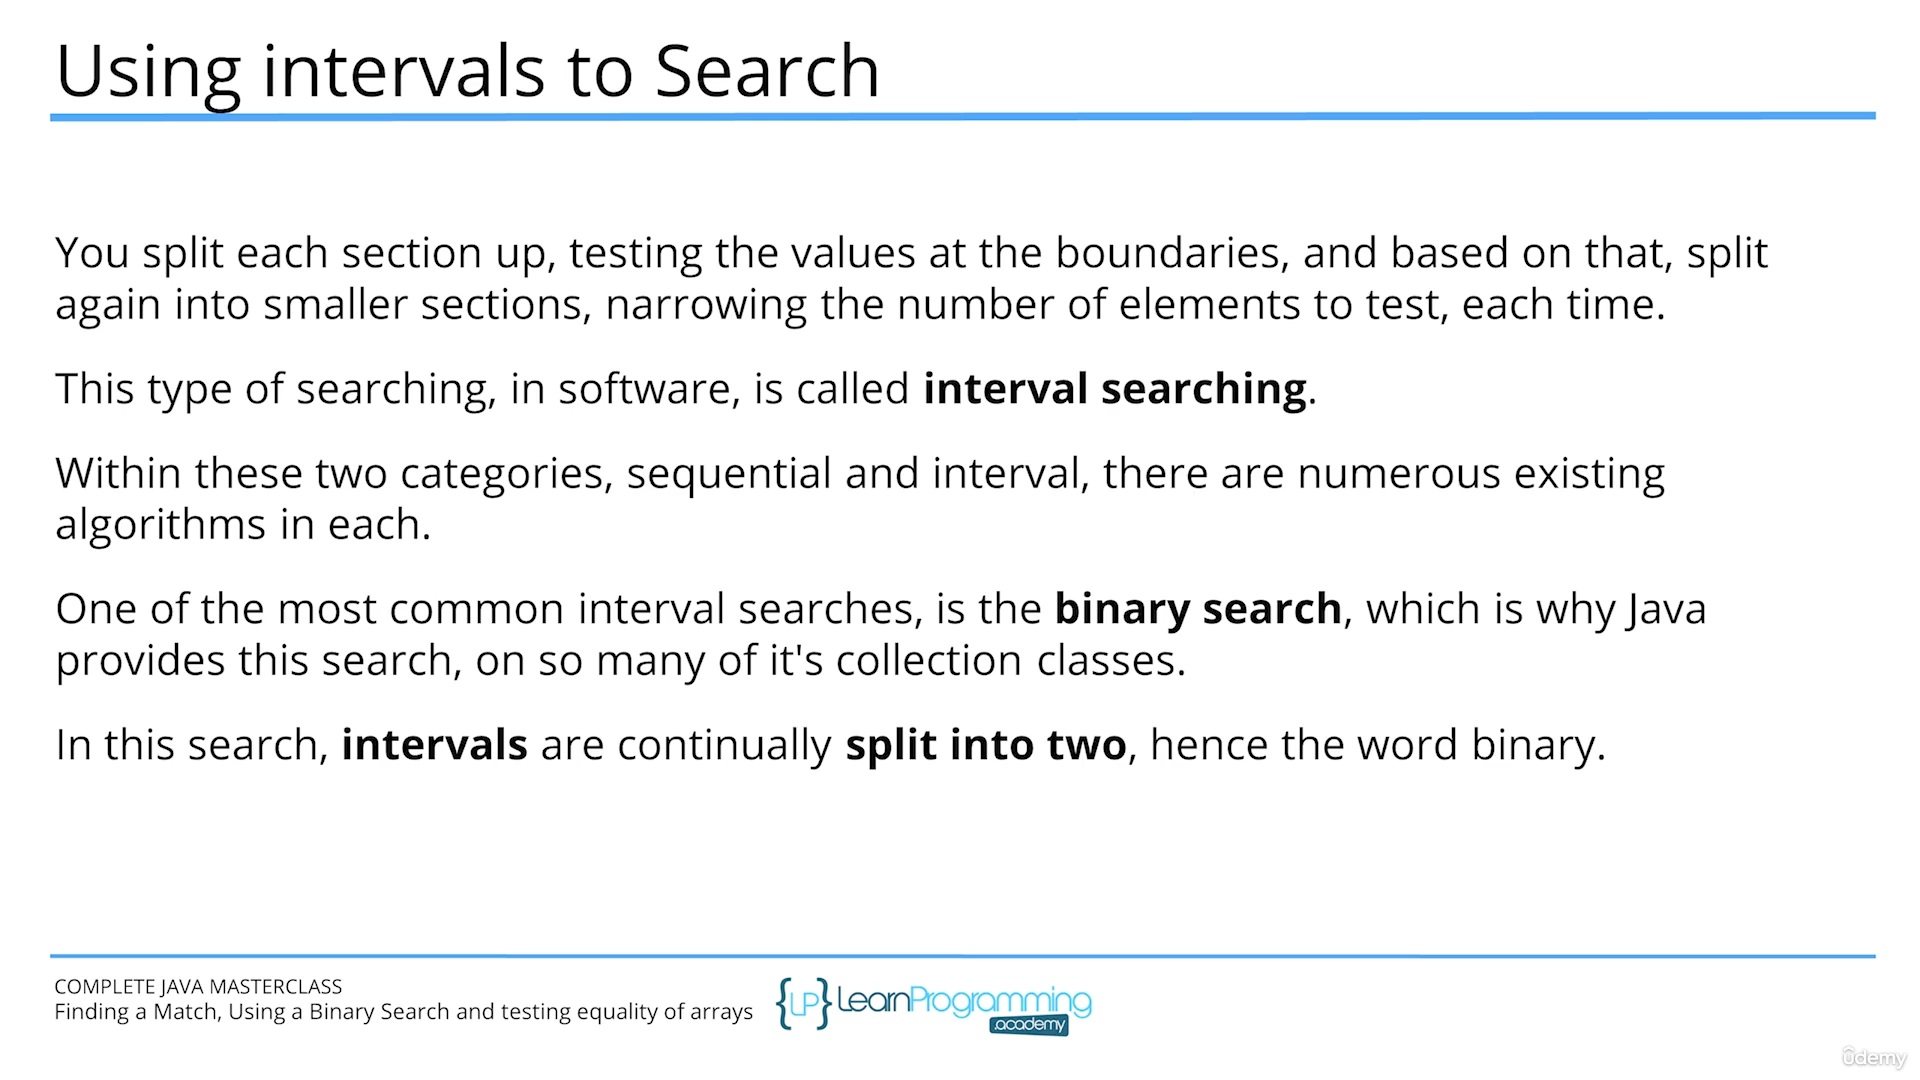 Using intervals to Search
You split each section up, testing the values at the boundaries, and based on that, split
again into smaller sections, narrowing the number of elements to test, each time.
This type of searching, in software, is called interval searching.
Within these two categories, sequential and interval, there are numerous existing
algorithms in each.
One of the most common interval searches, is the binary search, which is why Java
provides this search, on so many of it's collection classes.
In this search, intervals are continually split into two, hence the word binary.
COMPLETE JAVA MASTERCLASS
Finding a Match, Using a Binary Search and testing equality of arrays
{LP} LearnProgramming
.academy
ûdemy